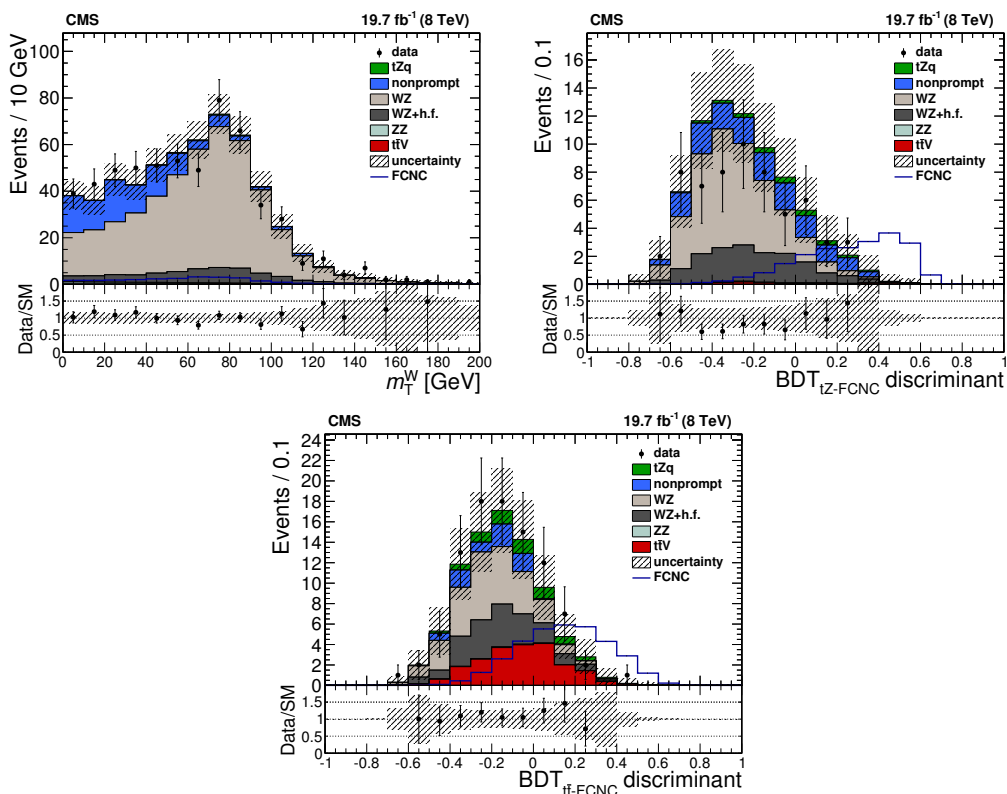 CMS 19.7 fb⁻¹ (8 TeV)
Events / 10 GeV
100
80
60
40
20
0
data
tZq
nonprompt
WZ
WZ+h.f.
ZZ
tt̄V
uncertainty
FCNC
Data/SM
1.5
1
0.5
0 20 40 60 80 100 120 140 160 180 200
m_T^W [GeV]
CMS 19.7 fb⁻¹ (8 TeV)
Events / 0.1
16
14
12
10
8
6
4
2
0
data
tZq
nonprompt
WZ
WZ+h.f.
ZZ
tt̄V
uncertainty
FCNC
Data/SM
1.5
1
0.5
0
-1 -0.8 -0.6 -0.4 -0.2 0 0.2 0.4 0.6 0.8 1
BDT_tZ-FCNC discriminant
CMS 19.7 fb⁻¹ (8 TeV)
Events / 0.1
24
22
20
18
16
14
12
10
8
6
4
2
0
data
tZq
nonprompt
WZ
WZ+h.f.
ZZ
tt̄V
uncertainty
FCNC
Data/SM
1.5
1
0.5
0
-1 -0.8 -0.6 -0.4 -0.2 0 0.2 0.4 0.6 0.8 1
BDT_tt̄-FCNC discriminant